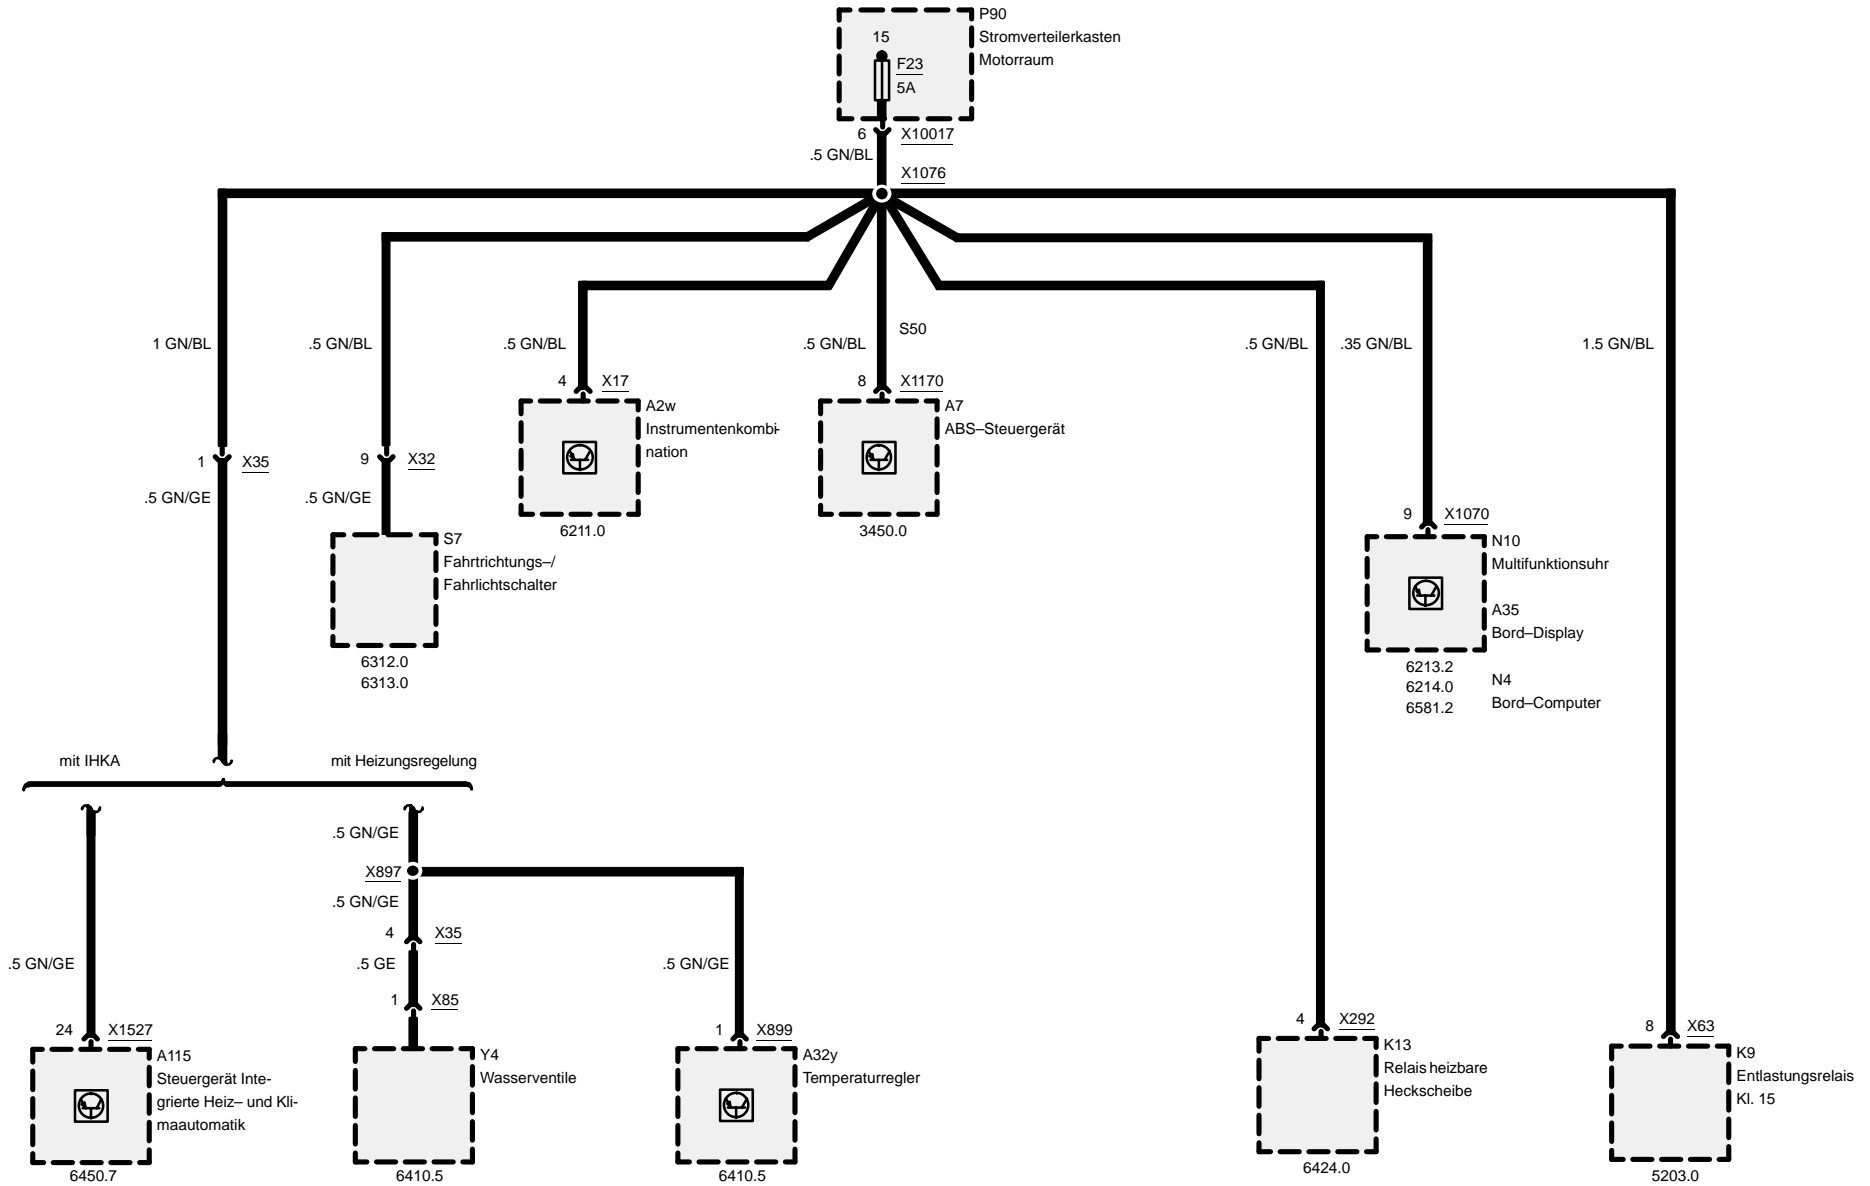 P90
Stromverteilerkasten
Motorraum
15
F23
5A
6 X10017
.5 GN/BL
X1076
S50
1 GN/BL
.5 GN/BL
.5 GN/BL
.5 GN/BL
.5 GN/BL
.35 GN/BL
1.5 GN/BL
4 X17
A2w
Instrumentenkombi-
nation
6211.0
8 X1170
A7
ABS–Steuergerät
3450.0
1 X35
.5 GN/GE
9 X32
.5 GN/GE
S7
Fahrtrichtungs–/
Fahrlichtschalter
6312.0
6313.0
9 X1070
N10
Multifunktionsuhr
A35
Bord–Display
N4
Bord–Computer
6213.2
6214.0
6581.2
mit IHKA
mit Heizungsregelung
.5 GN/GE
X897
.5 GN/GE
4 X35
.5 GN/GE
.5 GE
.5 GN/GE
1 X85
24 X1527
A115
Steuergerät Inte-
grierte Heiz– und Kli-
maautomatik
6450.7
Y4
Wasserventile
6410.5
1 X899
A32y
Temperaturregler
6410.5
4 X292
K13
Relais heizbare
Heckscheibe
6424.0
8 X63
K9
Entlastungsrelais
Kl. 15
5203.0